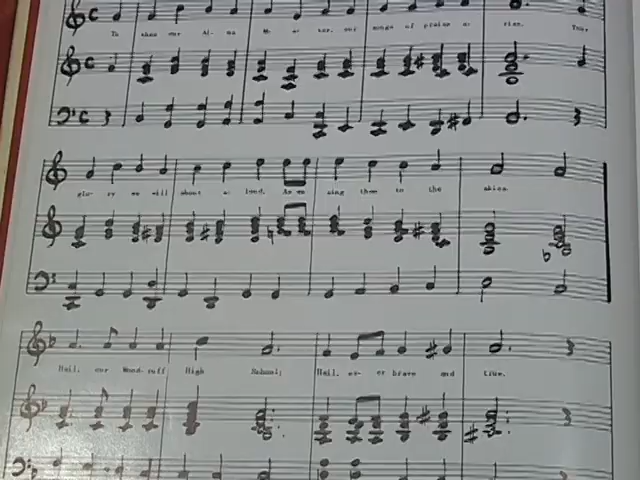 To thee our Al- ma Ma- ter, our songs of praise a- rise. Your
glo- ry we will shout a- loud, As we sing them to the skies.
Hail, our Wood- ruff High School; Hail, ev- er brave and true.